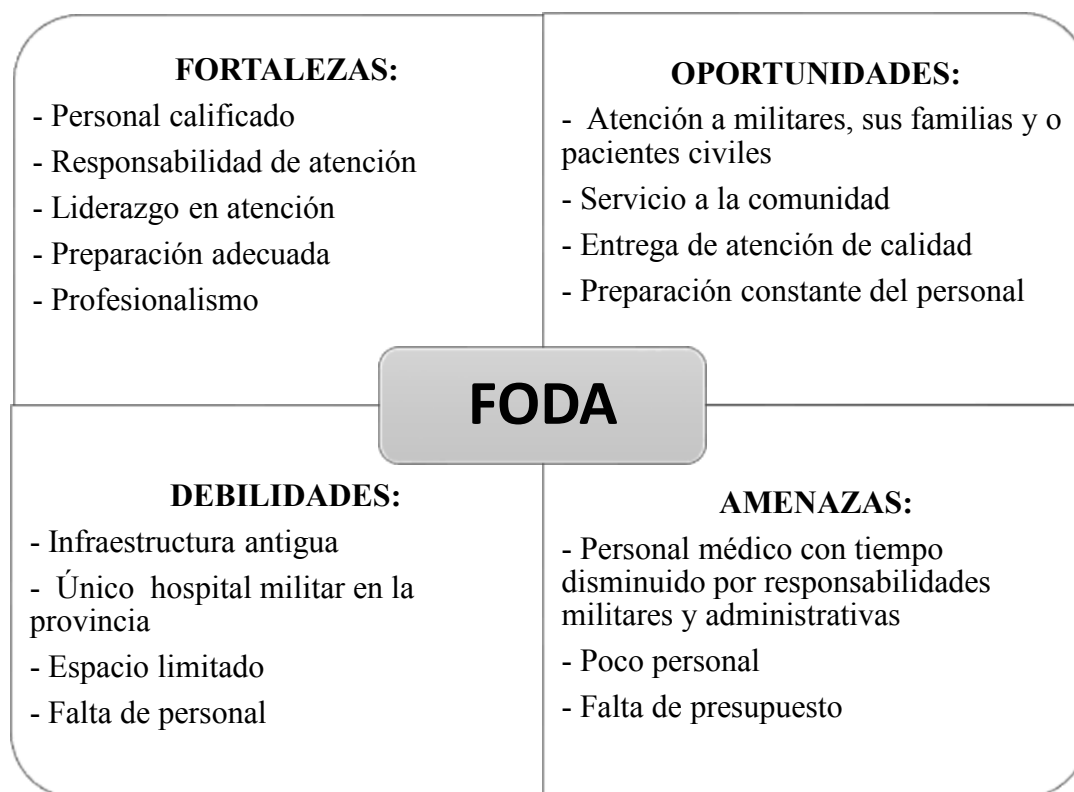 FORTALEZAS:
- Personal calificado
- Responsabilidad de atención
- Liderazgo en atención
- Preparación adecuada
- Profesionalismo
OPORTUNIDADES:
- Atención a militares, sus familias y o
pacientes civiles
- Servicio a la comunidad
- Entrega de atención de calidad
- Preparación constante del personal
FODA
DEBILIDADES:
- Infraestructura antigua
- Único hospital militar en la
provincia
- Espacio limitado
- Falta de personal
AMENAZAS:
- Personal médico con tiempo
disminuido por responsabilidades
militares y administrativas
- Poco personal
- Falta de presupuesto